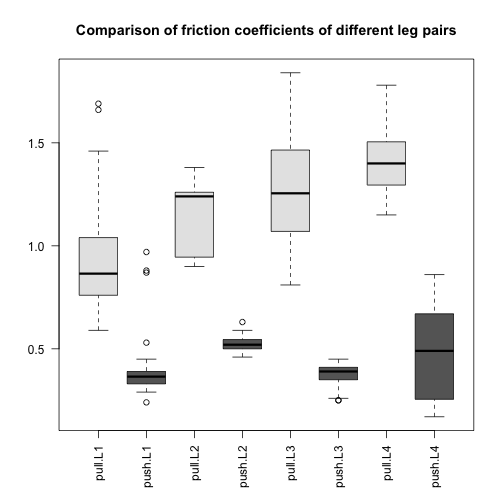 Comparison of friction coefficients of different leg pairs
1.5
1.0
0.5
pull.L1
push.L1
pull.L2
push.L2
pull.L3
push.L3
pull.L4
push.L4